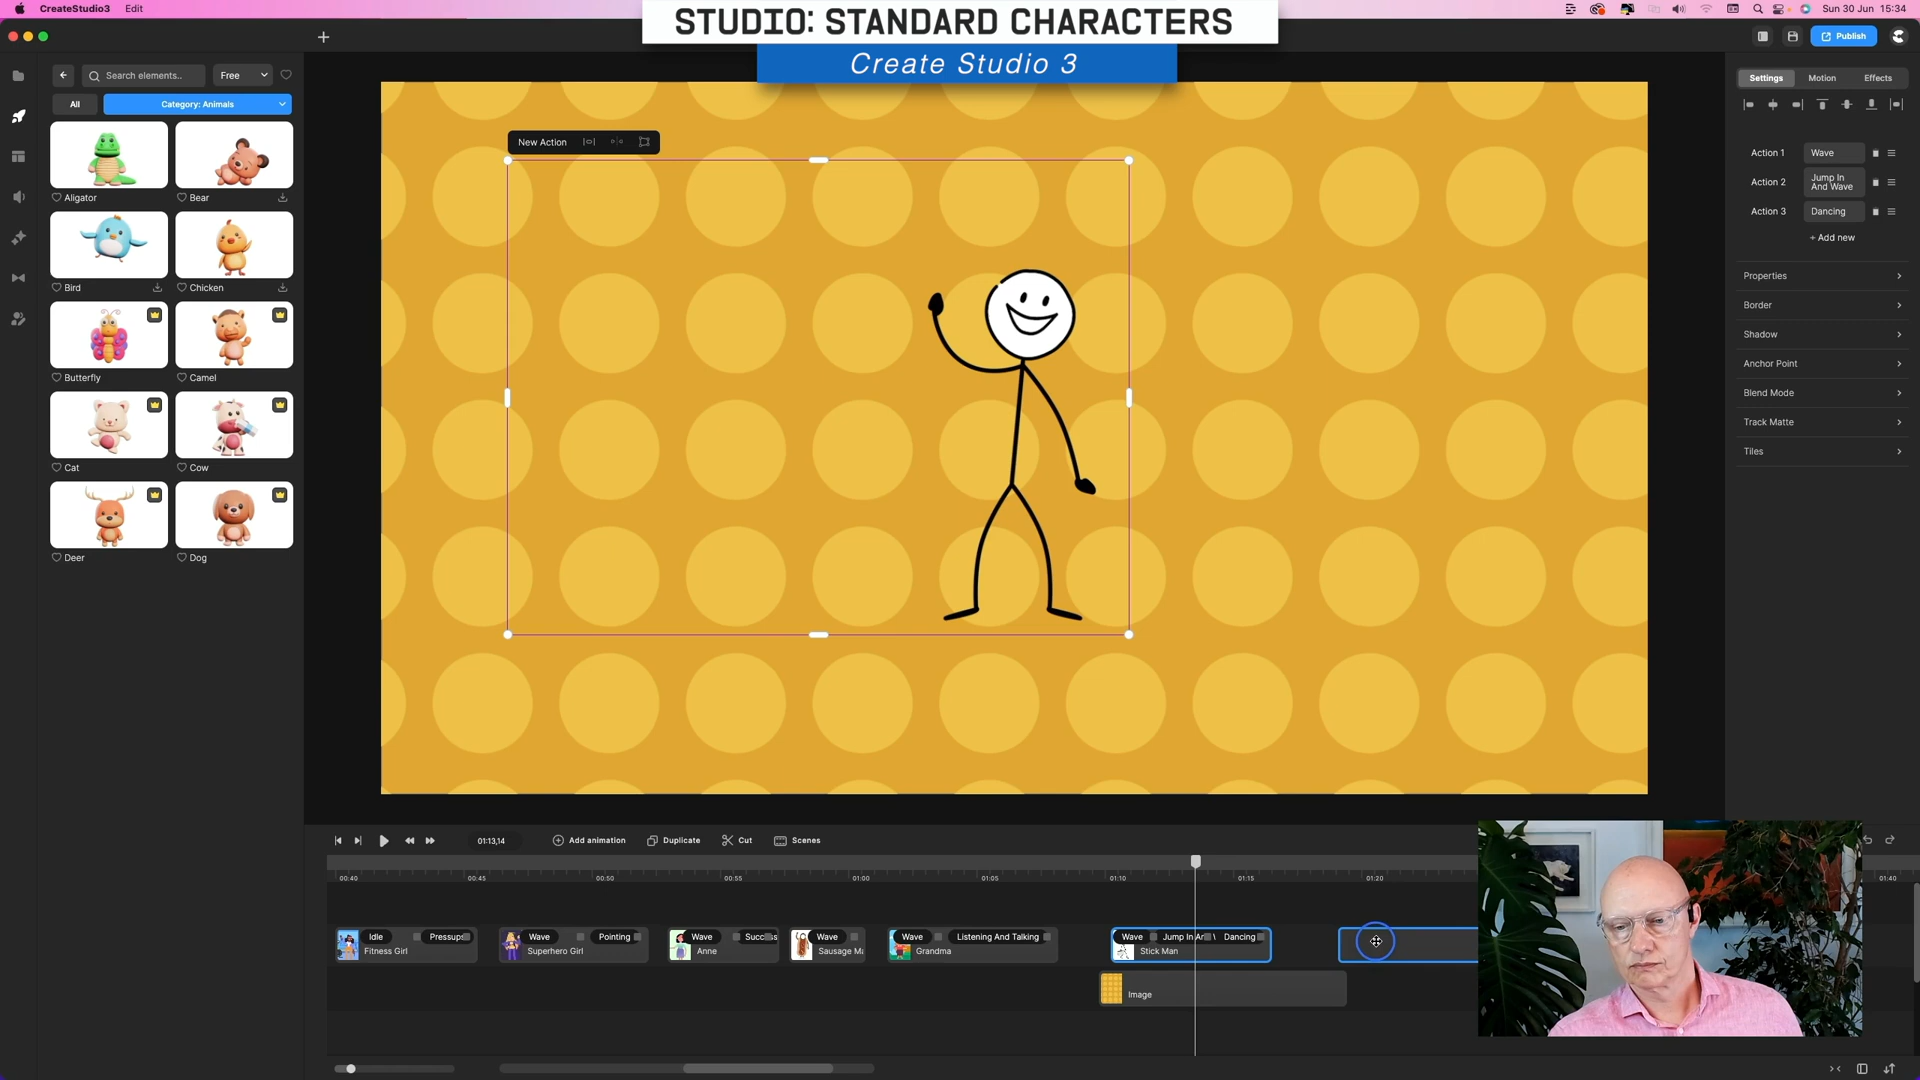 CreateStudio3 Edit
Sun 30 Jun 15:34
STUDIO: STANDARD CHARACTERS
Create Studio 3
Publish
Search elements..
Free
All
Category: Animals
Aligator
Bear
Bird
Chicken
Butterfly
Camel
Cat
Cow
Deer
Dog
New Action
Settings Motion Effects
Action 1 Wave
Action 2 Jump In
And Wave
Action 3 Dancing
+ Add new
Properties
Border
Shadow
Anchor Point
Blend Mode
Track Matte
Tiles
01:13,14 Add animation Duplicate Cut Scenes
00:40 00:45 00:50 00:55 01:00 01:05 01:10 01:15 01:20 01:40
Idle Pressups Wave Pointing Wave Wave Wave Listening And Talking Wave Jump In Dancing
Fitness Girl Superhero Girl Anne Sausage Grandma Stick Man
Image